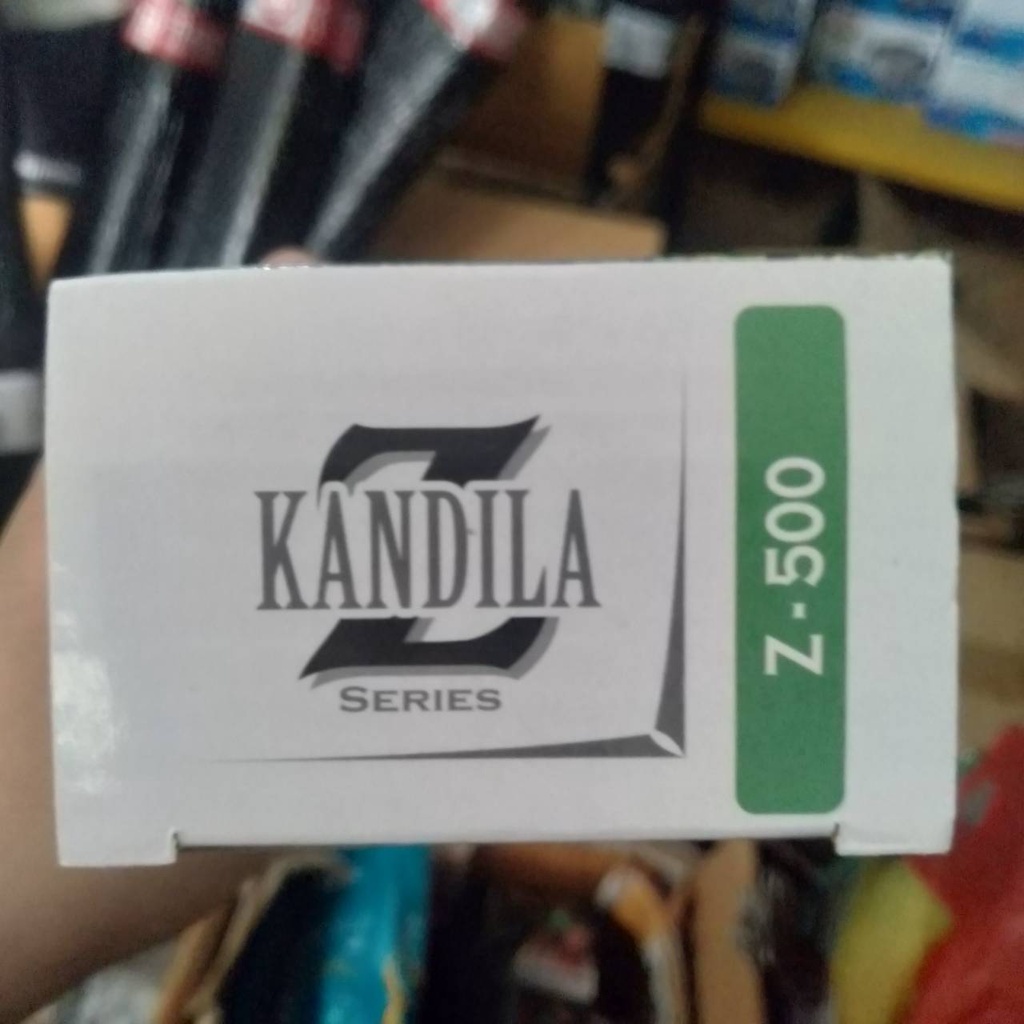 Z
KANDILA
SERIES
Z - 500